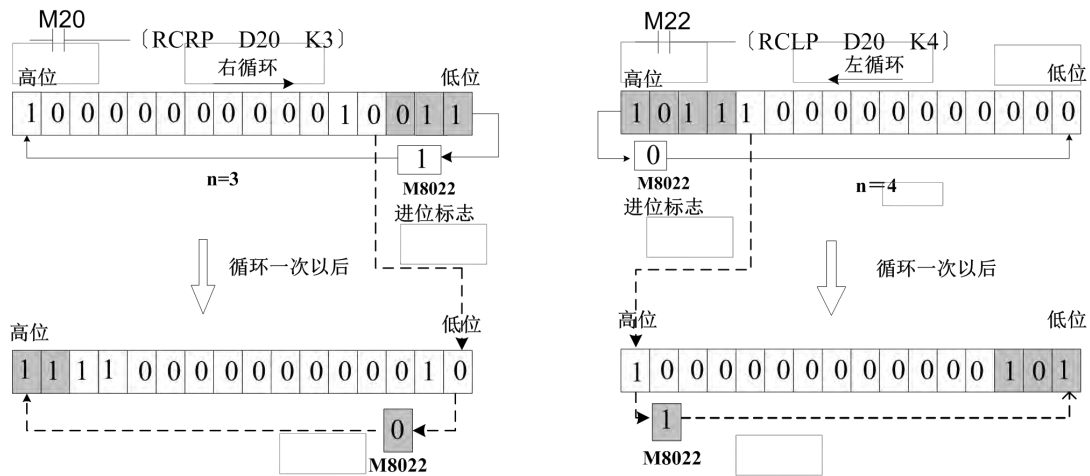 M20
〔RCRP D20 K3〕
高位
右循环
低位
1 0 0 0 0 0 0 0 0 0 0 1 0 0 1 1
1
n=3
M8022
进位标志
循环一次以后
高位
低位
1 1 1 1 0 0 0 0 0 0 0 0 0 0 1 0
0
M8022
M22
〔RCLP D20 K4〕
高位
左循环
低位
1 0 1 1 1 0 0 0 0 0 0 0 0 0 0 0
0
M8022
n=4
进位标志
循环一次以后
高位
低位
1 0 0 0 0 0 0 0 0 0 0 0 0 1 0 1
1
M8022